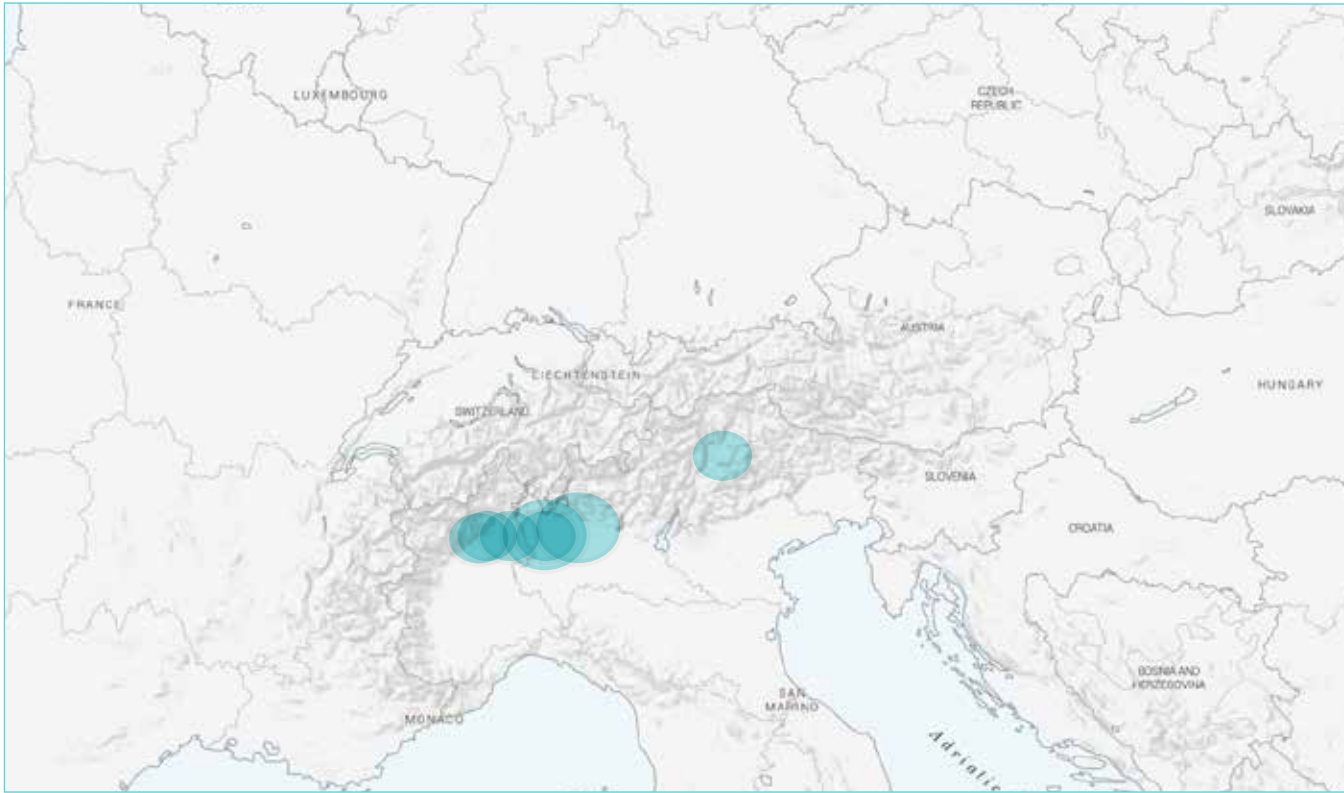 LUXEMBOURG
CZECH
REPUBLIC
SLOVAKIA
FRANCE
AUSTRIA
LIECHTENSTEIN
HUNGARY
SWITZERLAND
SLOVENIA
CROATIA
BOSNIA AND
HERZEGOVINA
SAN
MARINO
MONACO
Adriatic